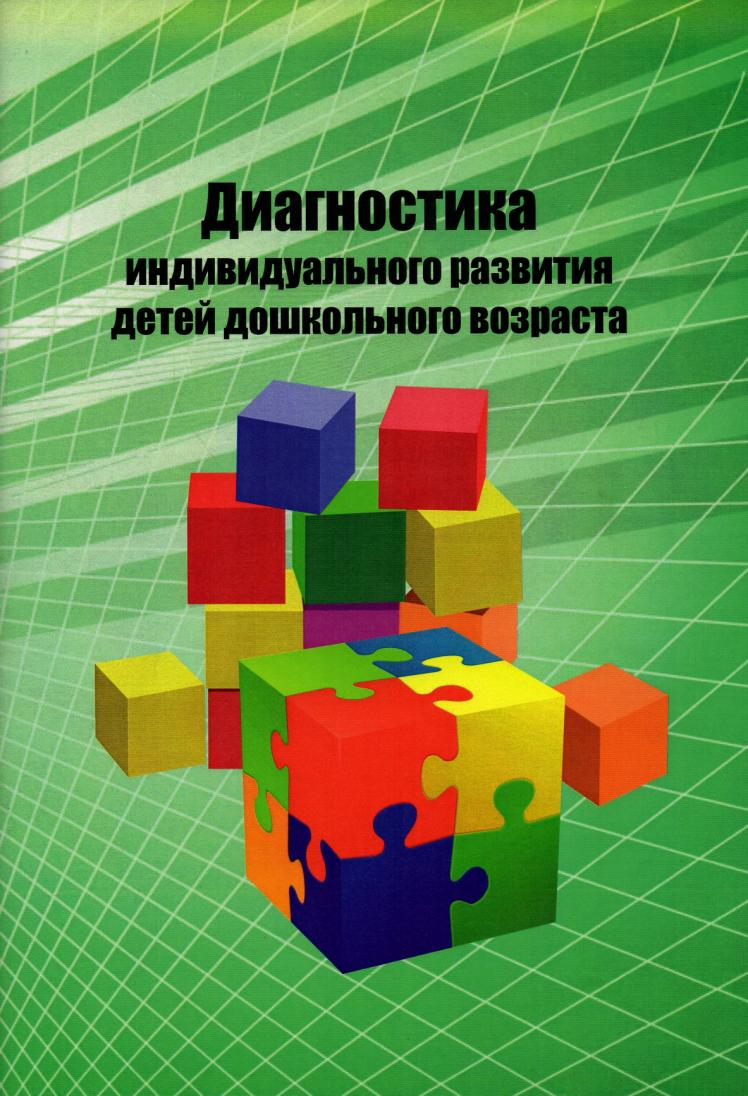 Диагностика
индивидуального развития
детей дошкольного возраста